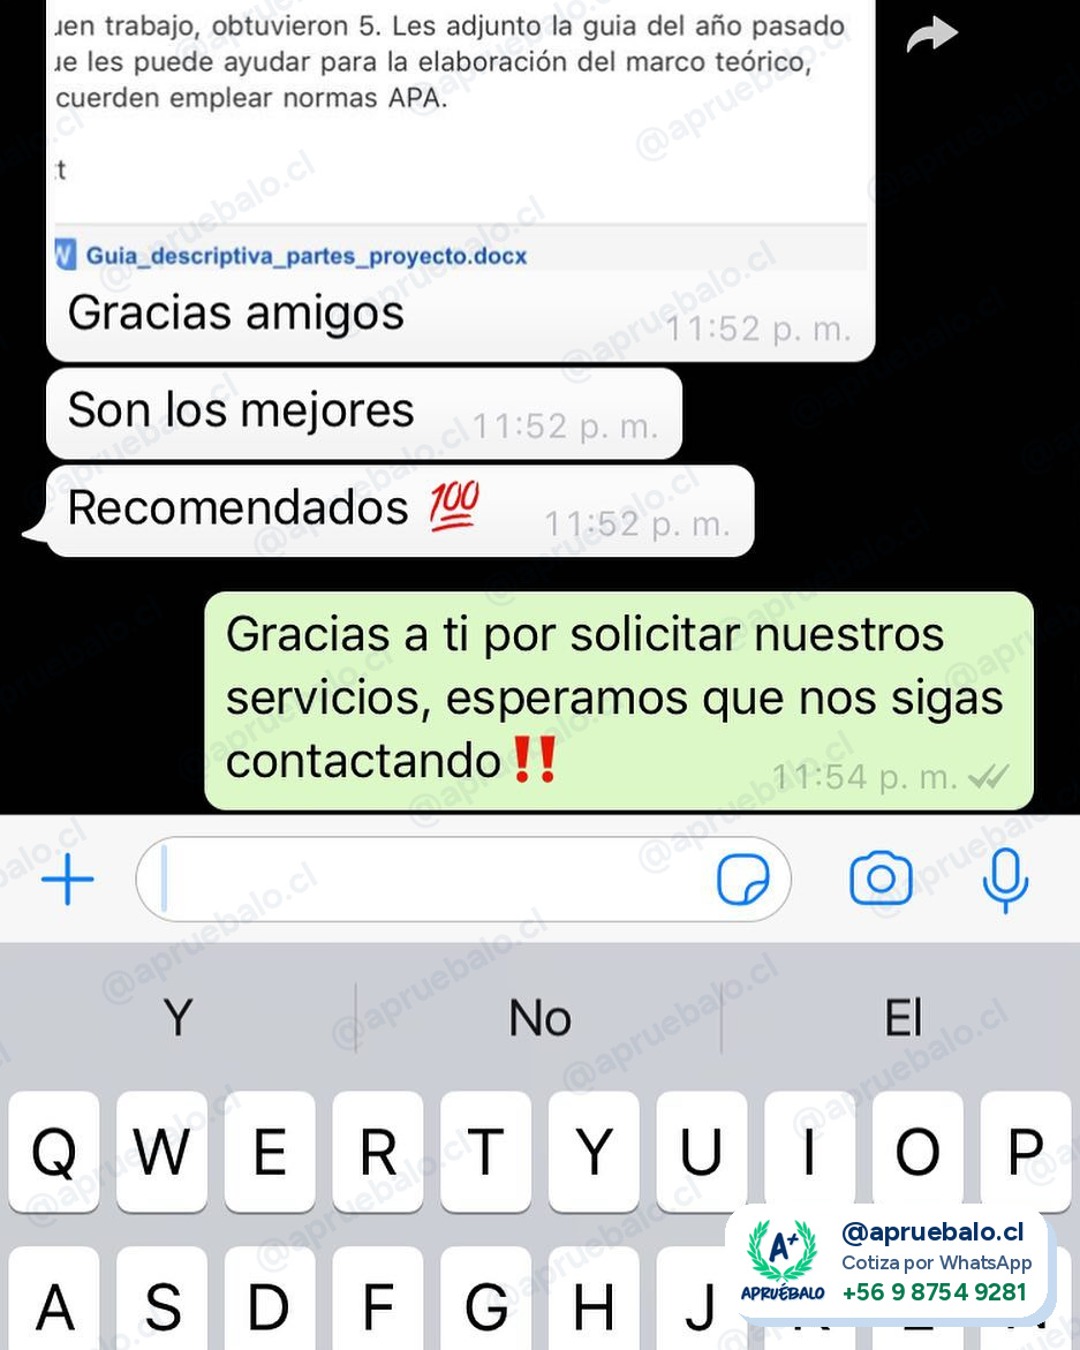 uen trabajo, obtuvieron 5. Les adjunto la guia del año pasado
ue les puede ayudar para la elaboración del marco teórico,
cuerden emplear normas APA.
t
W Guia_descriptiva_partes_proyecto.docx
Gracias amigos 11:52 p. m.
Son los mejores 11:52 p. m.
Recomendados 💯 11:52 p. m.
Gracias a ti por solicitar nuestros
servicios, esperamos que nos sigas
contactando‼️ 11:54 p. m.
Y No El
Q W E R T Y U I O P
A S D F G H J
@apruebalo.cl
Cotiza por WhatsApp
A+ APRUÉBALO +56 9 8754 9281